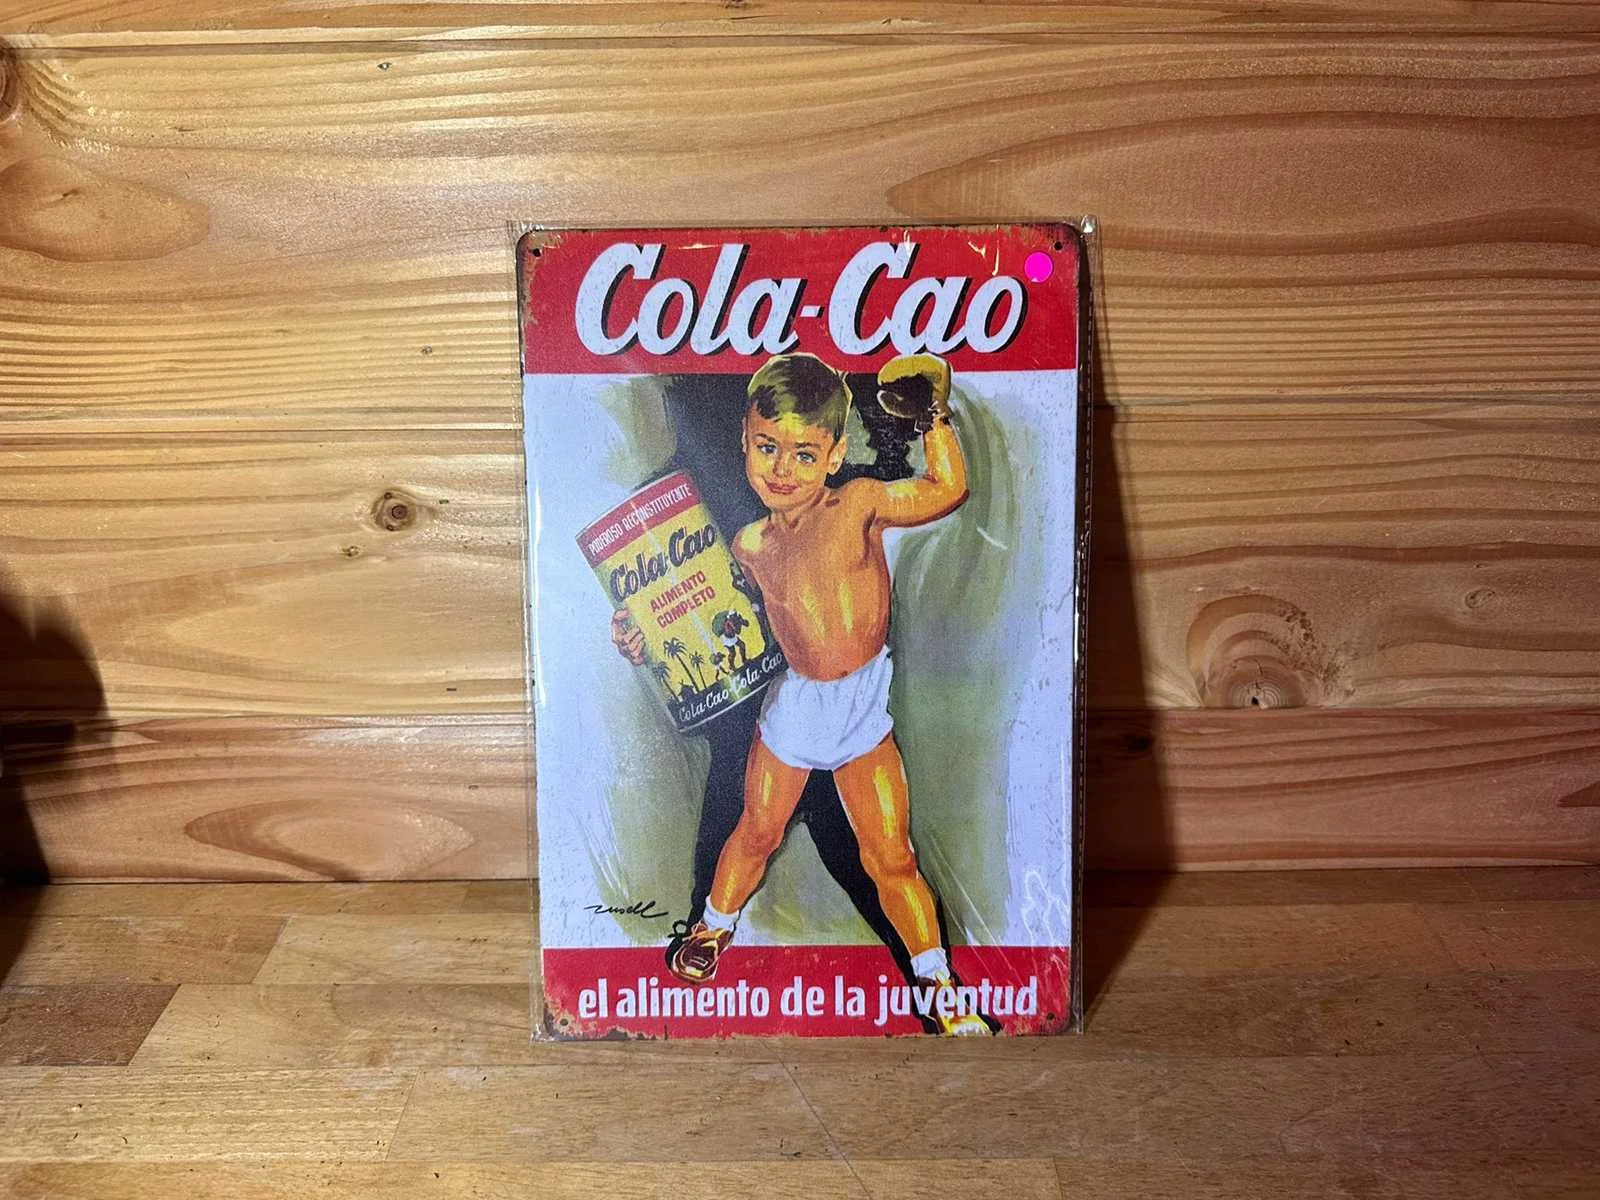 Cola-Cao
PODEROSO RECONSTITUYENTE
Cola-Cao
ALIMENTO
COMPLETO
Cola-Cao-Cola-Cao
el alimento de la juventud